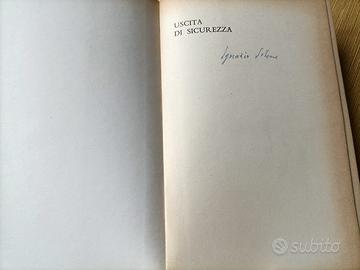 USCITA
DI SICUREZZA
Ignazio Silone
subito